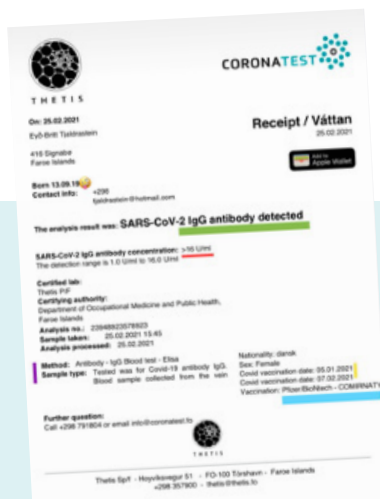 THETIS
CORONATEST
On: 25.02.2021
Receipt / Váttan
25.02.2021
Eyð-Britt Tjaldrastein
416 Signabø
Faroe Islands
Add to
Apple Wallet
Born 13.09.19
Contact info: +298
tjaldrastein@hotmail.com
The analysis result was: SARS-CoV-2 IgG antibody detected
SARS-CoV-2 IgG antibody concentration: >16 U/ml
The detection range is 1.0 U/ml to 16.0 U/ml
Certified lab:
Thetis P/F
Certifying authority:
Department of Occupational Medicine and Public Health,
Faroe Islands
Analysis no.:
Sample taken: 25.02.2021 15:45
Analysis processed: 25.02.2021
Method: Antibody - IgG Blood test - Elisa
Sample type: Tested was for Covid-19 antibody IgG.
Blood sample collected from the vein
Nationality: dansk
Sex: Female
Covid vaccination date: 05.01.2021
Covid vaccination date: 07.02.2021
Vaccination: Pfizer/BioNtech - COMIRNATY
Further question:
Call +298 791804 or email info@coronatest.fo
THETIS
Thetis Sp/f - Hoyvíksvegur 51 - FO-100 Tórshavn - Faroe Islands
+298 357900 - thetis@thetis.fo